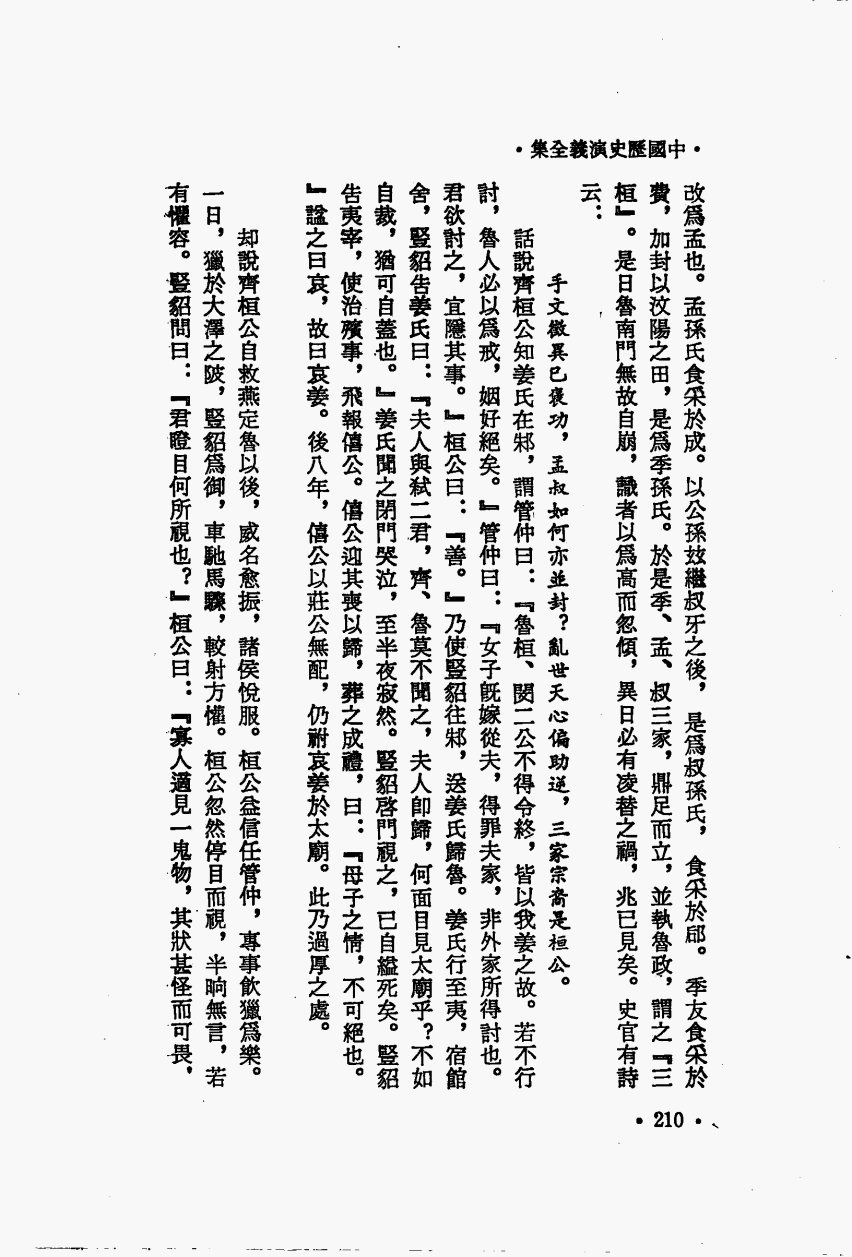 ·中國歷史演義全集·
改爲孟也。孟孫氏食采於成。以公孫玆繼叔牙之後，是爲叔孫氏，食采於郈。季友食采於
費，加封以汶陽之田，是爲季孫氏。於是季、孟、叔三家，鼎足而立，並執魯政，謂之『三
桓』。是日魯南門無故自崩，識者以爲高而忽傾，異日必有凌替之禍，兆已見矣。史官有詩
云：
手文徵異已褒功，孟叔如何亦並封？亂世天心偏助逆，三家宗裔是桓公。
話說齊桓公知姜氏在邾，謂管仲曰：『魯桓、閔二公不得令終，皆以我姜之故。若不行
討，魯人必以爲戒，姻好絕矣。』管仲曰：『女子既嫁從夫，得罪夫家，非外家所得討也。
君欲討之，宜隱其事。』桓公曰：『善。』乃使豎貂往邾，送姜氏歸魯。姜氏行至夷，宿館
舍，豎貂告姜氏曰：『夫人與弒二君，齊、魯莫不聞之，夫人卽歸，何面目見太廟乎？不如
自裁，猶可自蓋也。』姜氏聞之閉門哭泣，至半夜寂然。豎貂啓門視之，已自縊死矣。豎貂
告夷宰，使治殯事，飛報僖公。僖公迎其喪以歸，葬之成禮，曰：『母子之情，不可絕也。
』諡之曰哀，故曰哀姜。後八年，僖公以莊公無配，仍祔哀姜於太廟。此乃過厚之處。
却說齊桓公自救燕定魯以後，威名愈振，諸侯悅服。桓公益信任管仲，專事飲獵爲樂。
一日，獵於大澤之陂，豎貂爲御，車馳馬驟，較射方懽。桓公忽然停目而視，半晌無言，若
有懼容。豎貂問曰：『君瞪目何所視也？』桓公曰：『寡人適見一鬼物，其狀甚怪而可畏，
·210·